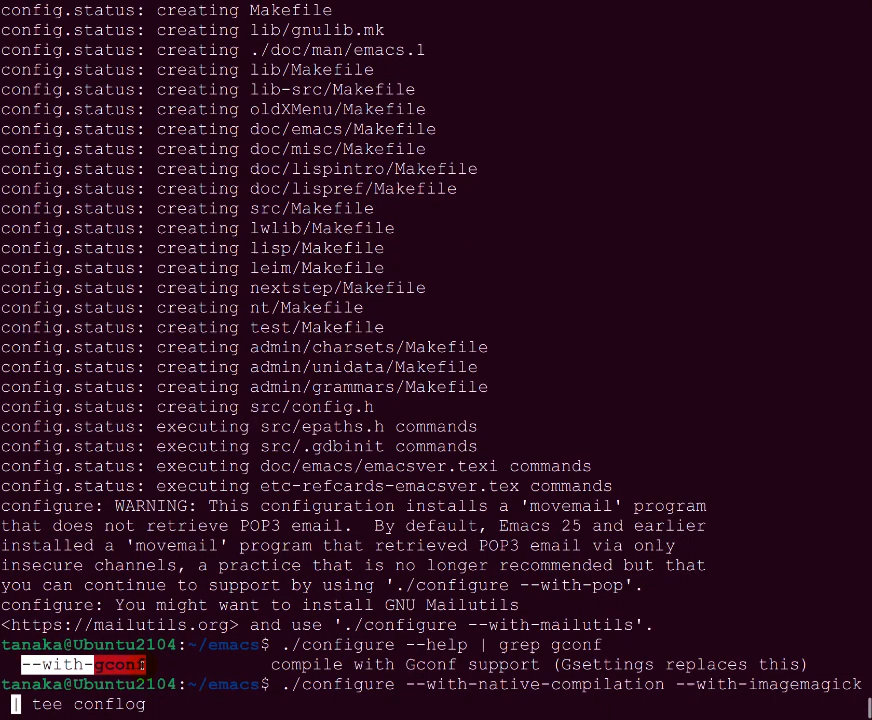 config.status: creating Makefile
config.status: creating lib/gnulib.mk
config.status: creating ./doc/man/emacs.1
config.status: creating lib/Makefile
config.status: creating lib-src/Makefile
config.status: creating oldXMenu/Makefile
config.status: creating doc/emacs/Makefile
config.status: creating doc/misc/Makefile
config.status: creating doc/lispintro/Makefile
config.status: creating doc/lispref/Makefile
config.status: creating src/Makefile
config.status: creating lwlib/Makefile
config.status: creating lisp/Makefile
config.status: creating leim/Makefile
config.status: creating nextstep/Makefile
config.status: creating nt/Makefile
config.status: creating test/Makefile
config.status: creating admin/charsets/Makefile
config.status: creating admin/unidata/Makefile
config.status: creating admin/grammars/Makefile
config.status: creating src/config.h
config.status: executing src/epaths.h commands
config.status: executing src/.gdbinit commands
config.status: executing doc/emacs/emacsver.texi commands
config.status: executing etc-refcards-emacsver.tex commands
configure: WARNING: This configuration installs a 'movemail' program
that does not retrieve POP3 email.  By default, Emacs 25 and earlier
installed a 'movemail' program that retrieved POP3 email via only
insecure channels, a practice that is no longer recommended but that
you can continue to support by using './configure --with-pop'.
configure: You might want to install GNU Mailutils
<https://mailutils.org> and use './configure --with-mailutils'.
tanaka@Ubuntu2104:~/emacs$ ./configure --help | grep gconf
  --with-gconf            compile with Gconf support (Gsettings replaces this)
tanaka@Ubuntu2104:~/emacs$ ./configure --with-native-compilation --with-imagemagick
 | tee conflog